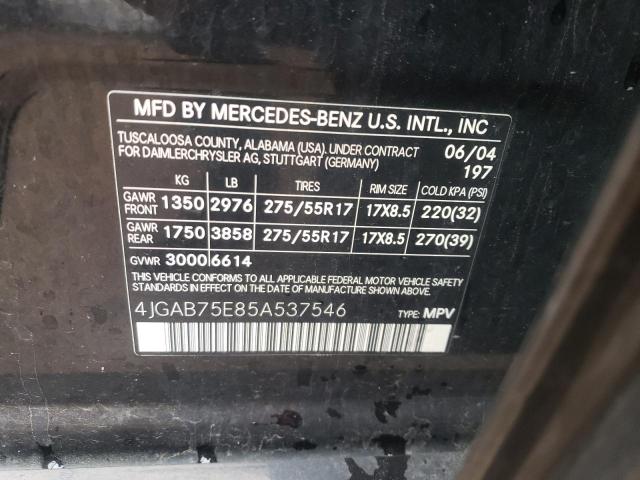 MFD BY MERCEDES-BENZ U.S. INTL., INC
TUSCALOOSA COUNTY, ALABAMA (USA). UNDER CONTRACT 06/04
FOR DAIMLERCHRYSLER AG, STUTTGART (GERMANY) 197
KG LB TIRES RIM SIZE COLD KPA (PSI)
GAWR FRONT 1350 2976 275/55R17 17X8.5 220(32)
GAWR REAR 1750 3858 275/55R17 17X8.5 270(39)
GVWR 3000 6614
THIS VEHICLE CONFORMS TO ALL APPLICABLE FEDERAL MOTOR VEHICLE SAFETY
STANDARDS IN EFFECT ON THE DATE OF MANUFACTURE SHOWN ABOVE.
4JGAB75E85A537546
TYPE: MPV